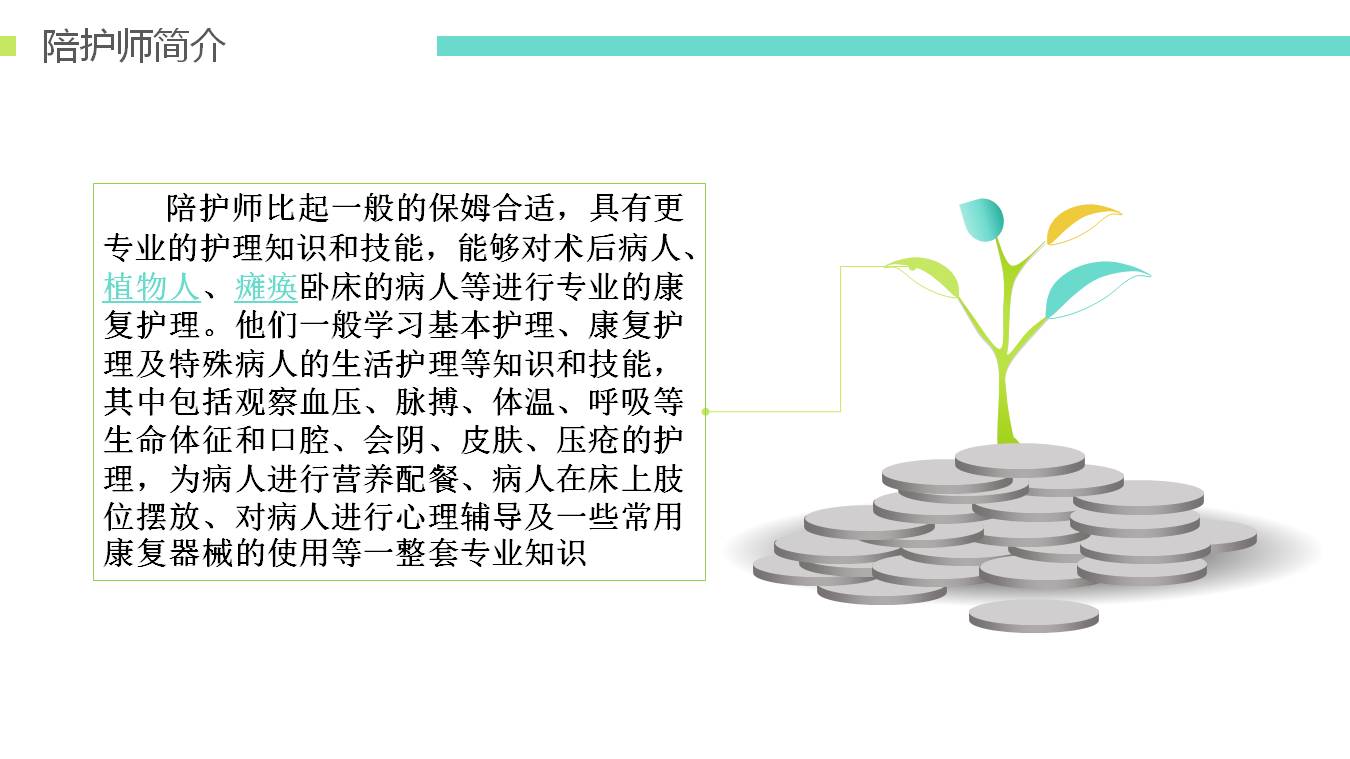 陪护师简介
陪护师比起一般的保姆合适，具有更
专业的护理知识和技能，能够对术后病人、
植物人、瘫痪卧床的病人等进行专业的康
复护理。他们一般学习基本护理、康复护
理及特殊病人的生活护理等知识和技能，
其中包括观察血压、脉搏、体温、呼吸等
生命体征和口腔、会阴、皮肤、压疮的护
理，为病人进行营养配餐、病人在床上肢
位摆放、对病人进行心理辅导及一些常用
康复器械的使用等一整套专业知识